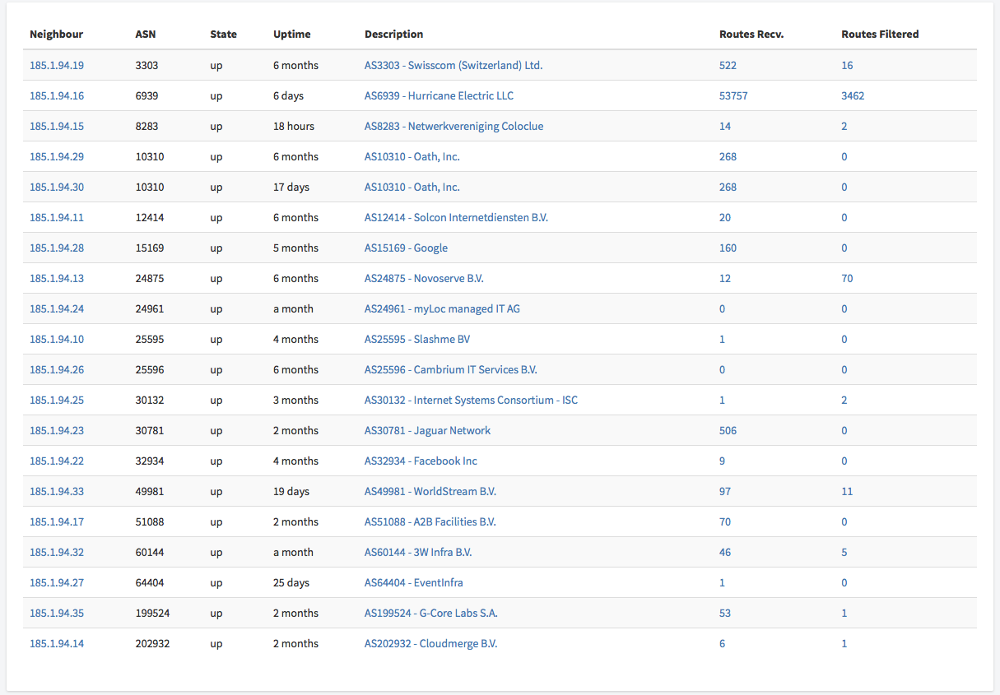 Neighbour ASN State Uptime Description Routes Recv. Routes Filtered
185.1.94.19 3303 up 6 months AS3303 - Swisscom (Switzerland) Ltd. 522 16
185.1.94.16 6939 up 6 days AS6939 - Hurricane Electric LLC 53757 3462
185.1.94.15 8283 up 18 hours AS8283 - Netwerkvereniging Coloclue 14 2
185.1.94.29 10310 up 6 months AS10310 - Oath, Inc. 268 0
185.1.94.30 10310 up 17 days AS10310 - Oath, Inc. 268 0
185.1.94.11 12414 up 6 months AS12414 - Solcon Internetdiensten B.V. 20 0
185.1.94.28 15169 up 5 months AS15169 - Google 160 0
185.1.94.13 24875 up 6 months AS24875 - Novoserve B.V. 12 70
185.1.94.24 24961 up a month AS24961 - myLoc managed IT AG 0 0
185.1.94.10 25595 up 4 months AS25595 - Slashme BV 1 0
185.1.94.26 25596 up 6 months AS25596 - Cambrium IT Services B.V. 0 0
185.1.94.25 30132 up 3 months AS30132 - Internet Systems Consortium - ISC 1 2
185.1.94.23 30781 up 2 months AS30781 - Jaguar Network 506 0
185.1.94.22 32934 up 4 months AS32934 - Facebook Inc 9 0
185.1.94.33 49981 up 19 days AS49981 - WorldStream B.V. 97 11
185.1.94.17 51088 up 2 months AS51088 - A2B Facilities B.V. 70 0
185.1.94.32 60144 up a month AS60144 - 3W Infra B.V. 46 5
185.1.94.27 64404 up 25 days AS64404 - EventInfra 1 0
185.1.94.35 199524 up 2 months AS199524 - G-Core Labs S.A. 53 1
185.1.94.14 202932 up 2 months AS202932 - Cloudmerge B.V. 6 1